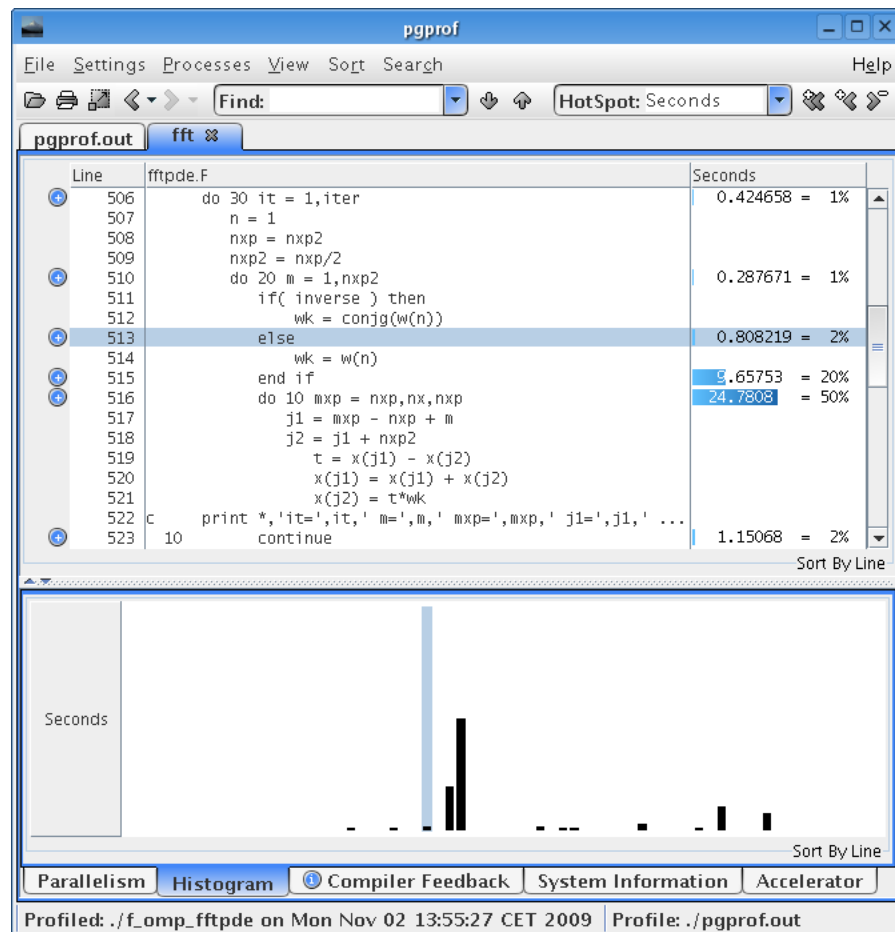 pgprof
File Settings Processes View Sort Search Help
Find: HotSpot: Seconds
pgprof.out fft
Line fftpde.F Seconds
506 do 30 it = 1,iter 0.424658 = 1%
507 n = 1
508 nxp = nxp2
509 nxp2 = nxp/2
510 do 20 m = 1,nxp2 0.287671 = 1%
511 if( inverse ) then
512 wk = conjg(w(n))
513 else 0.808219 = 2%
514 wk = w(n)
515 end if 9.65753 = 20%
516 do 10 mxp = nxp,nx,nxp 24.7808 = 50%
517 j1 = mxp - nxp + m
518 j2 = j1 + nxp2
519 t = x(j1) - x(j2)
520 x(j1) = x(j1) + x(j2)
521 x(j2) = t*wk
522 c print *,'it=',it,' m=',m,' mxp=',mxp,' j1=',j1,' ...
523 10 continue 1.15068 = 2%
Sort By Line
Seconds
Sort By Line
Parallelism Histogram Compiler Feedback System Information Accelerator
Profiled: ./f_omp_fftpde on Mon Nov 02 13:55:27 CET 2009 Profile: ./pgprof.out